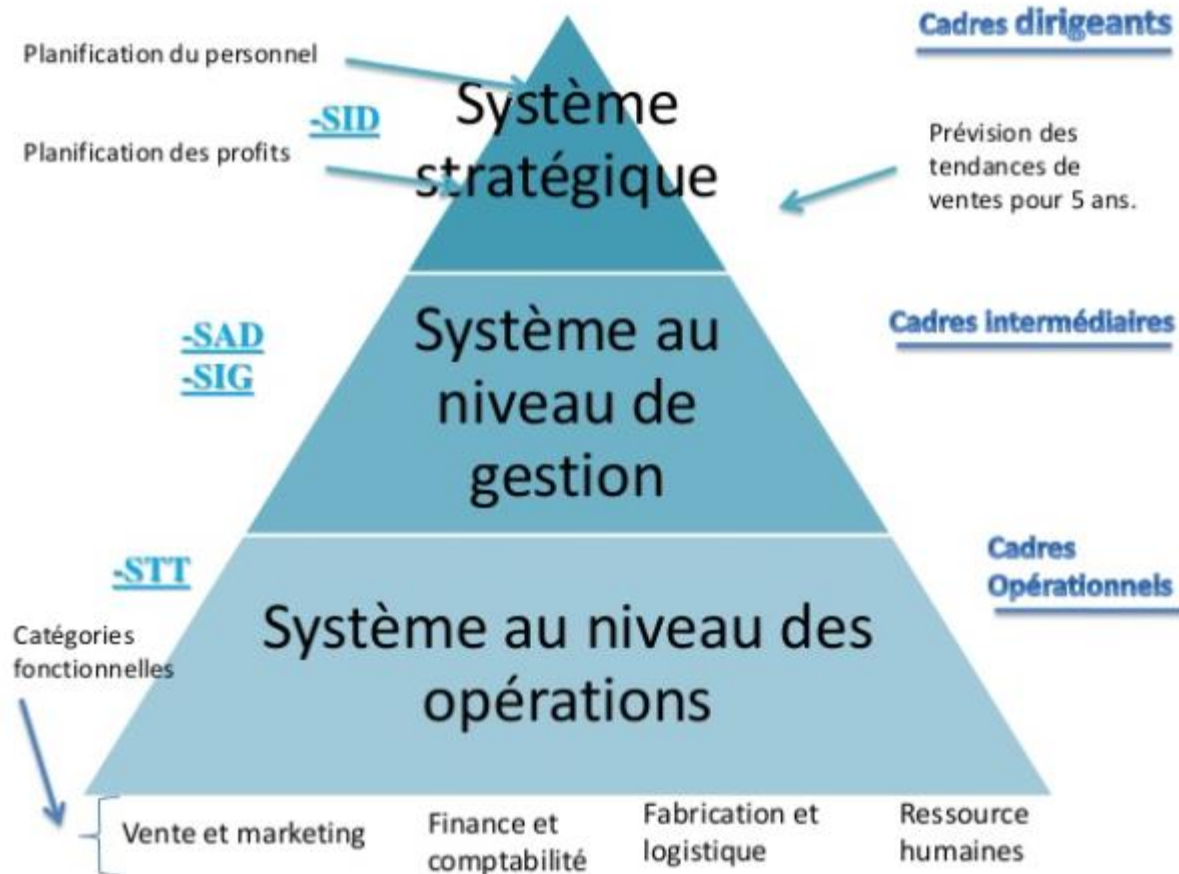 Cadres dirigeants
Planification du personnel
-SID
Planification des profits
Système
stratégique
Prévision des
tendances de
ventes pour 5 ans.
-SAD
-SIG
Système au
niveau de
gestion
Cadres intermédiaires
-STT
Système au niveau des
opérations
Cadres
Opérationnels
Catégories
fonctionnelles
Vente et marketing
Finance et
comptabilité
Fabrication et
logistique
Ressource
humaines